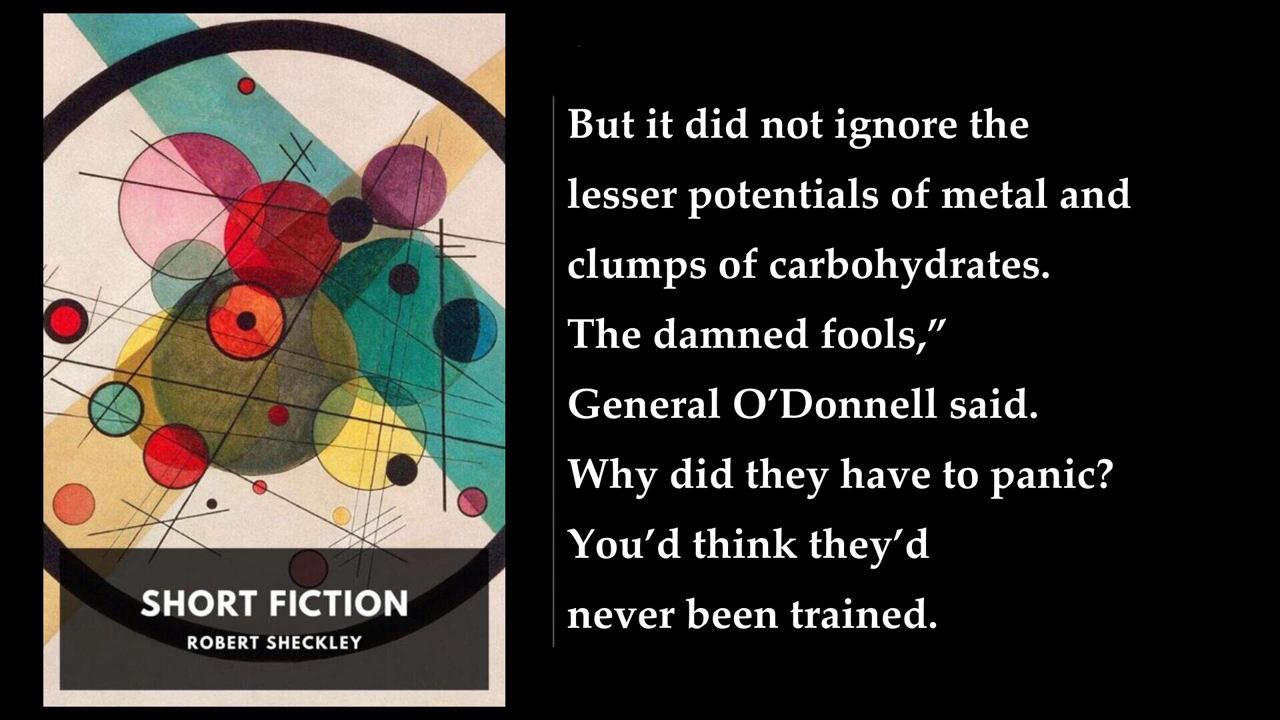 SHORT FICTION
ROBERT SHECKLEY
But it did not ignore the
lesser potentials of metal and
clumps of carbohydrates.
The damned fools,”
General O’Donnell said.
Why did they have to panic?
You’d think they’d
never been trained.